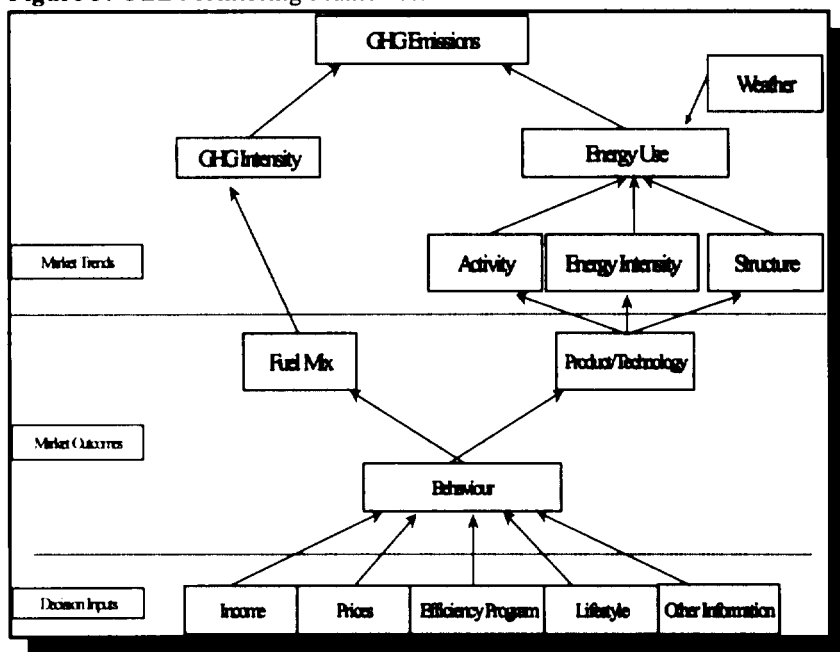 GHG Emissions
Weather
GHG Intensity
Energy Use
Market Trends
Activity
Energy Intensity
Structure
Fuel Mix
Product/Technology
Market Outcomes
Behaviour
Decision Inputs
Income
Prices
Efficiency Program
Lifestyle
Other Information